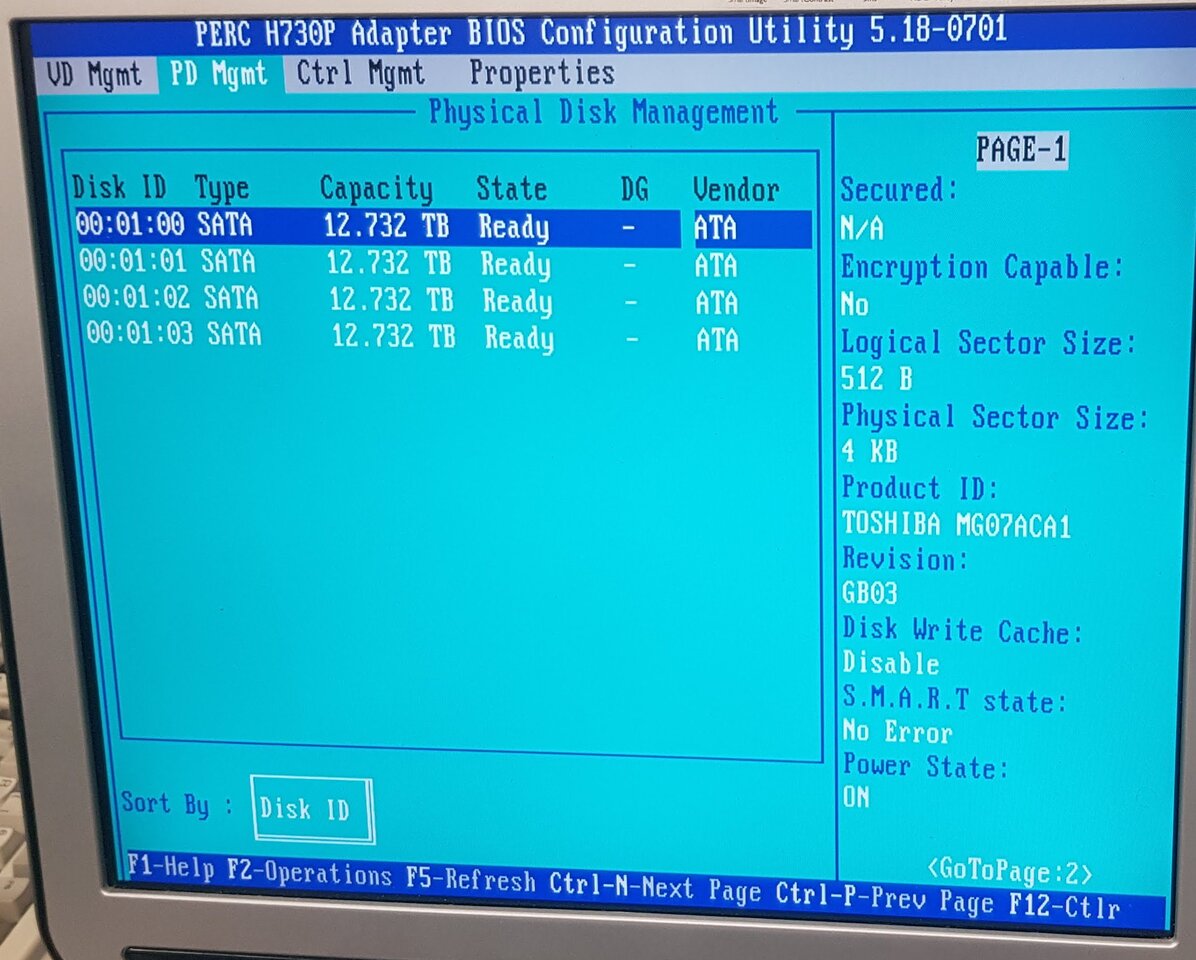 PERC H730P Adapter BIOS Configuration Utility 5.18-0701
VD Mgmt PD Mgmt Ctrl Mgmt Properties
Physical Disk Management
Disk ID Type Capacity State DG Vendor
00:01:00 SATA 12.732 TB Ready - ATA
00:01:01 SATA 12.732 TB Ready - ATA
00:01:02 SATA 12.732 TB Ready - ATA
00:01:03 SATA 12.732 TB Ready - ATA
Sort By : Disk ID
PAGE-1
Secured:
N/A
Encryption Capable:
No
Logical Sector Size:
512 B
Physical Sector Size:
4 KB
Product ID:
TOSHIBA MG07ACA1
Revision:
GB03
Disk Write Cache:
Disable
S.M.A.R.T state:
No Error
Power State:
ON
<GoToPage:2>
F1-Help F2-Operations F5-Refresh Ctrl-N-Next Page Ctrl-P-Prev Page F12-Ctlr